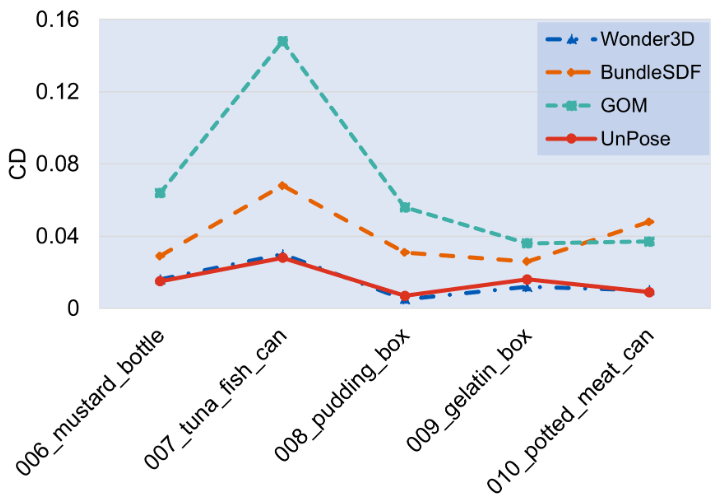 0.16
0.12
0.08
0.04
0
CD
Wonder3D
BundleSDF
GOM
UnPose
006_mustard_bottle
007_tuna_fish_can
008_pudding_box
009_gelatin_box
010_potted_meat_can